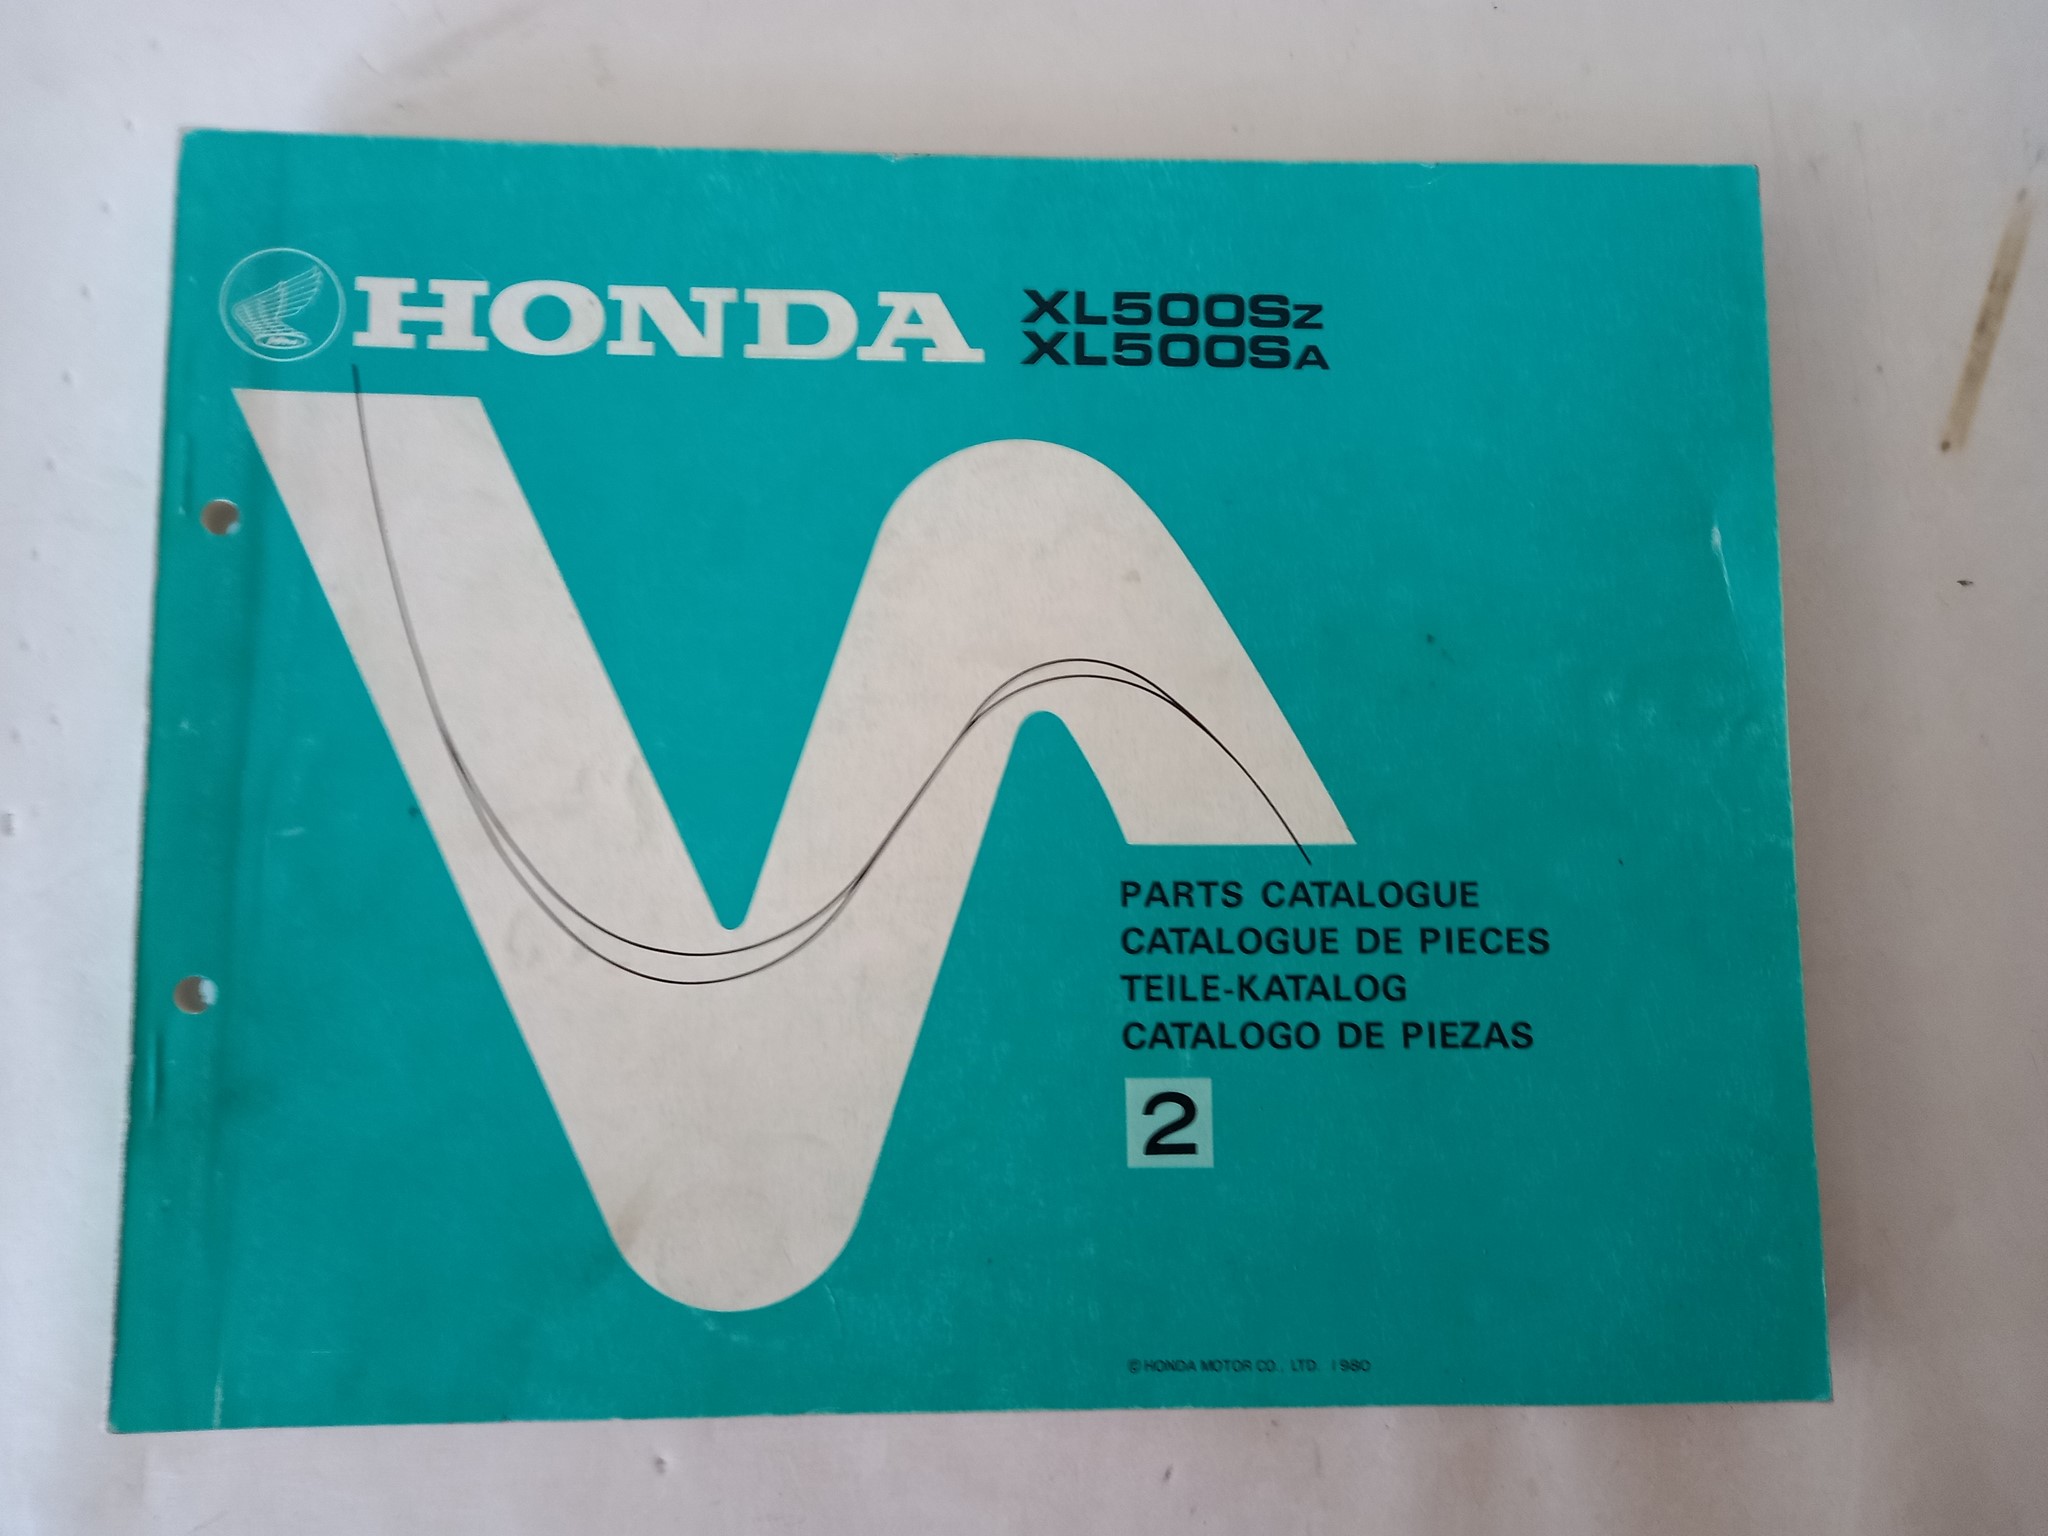 HONDA
XL500SZ
XL500SA
PARTS CATALOGUE
CATALOGUE DE PIECES
TEILE-KATALOG
CATALOGO DE PIEZAS
2
© HONDA MOTOR CO., LTD. 1980